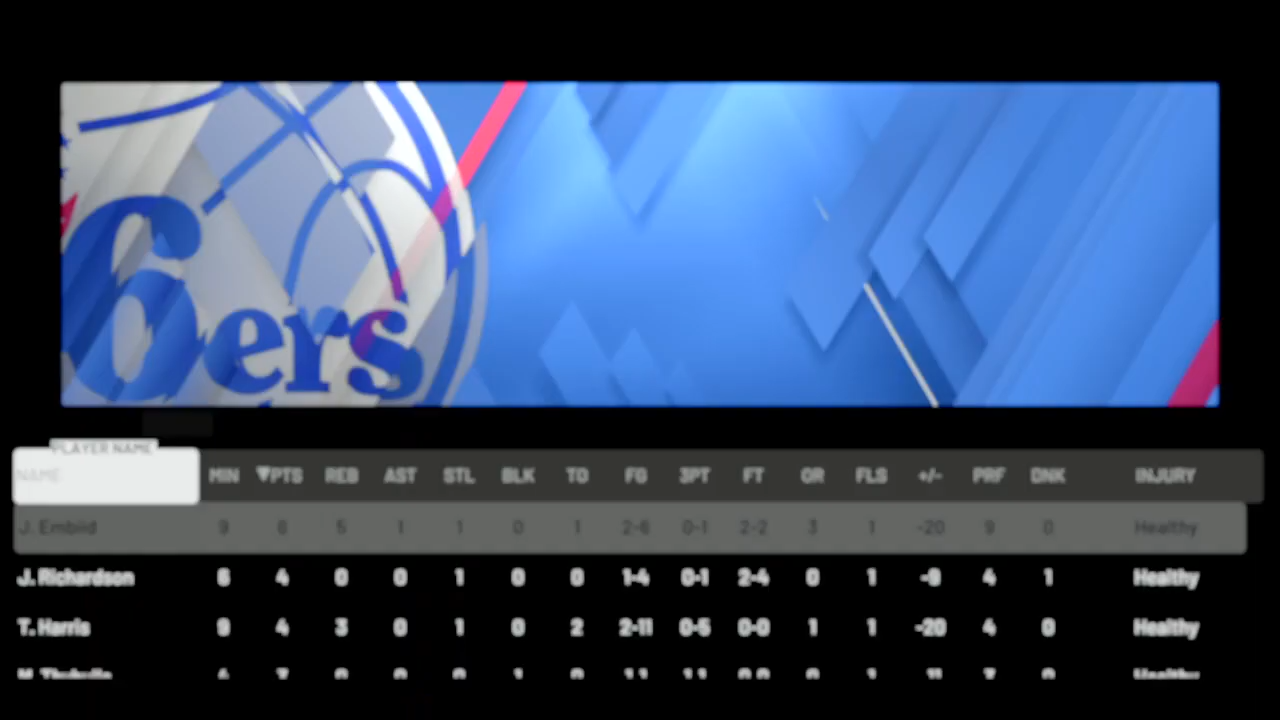 6ers
PLAYER NAME
NAME MIN ▼PTS REB AST STL BLK TO FG 3PT FT OR FLS +/- PRF DNK INJURY
J. Embiid 9 6 5 1 1 0 1 2-6 0-1 2-2 3 1 -20 9 0 Healthy
J. Richardson 6 4 0 0 1 0 0 1-4 0-1 2-4 0 1 -9 4 1 Healthy
T. Harris 9 4 3 0 1 0 2 2-11 0-5 0-0 1 1 -20 4 0 Healthy